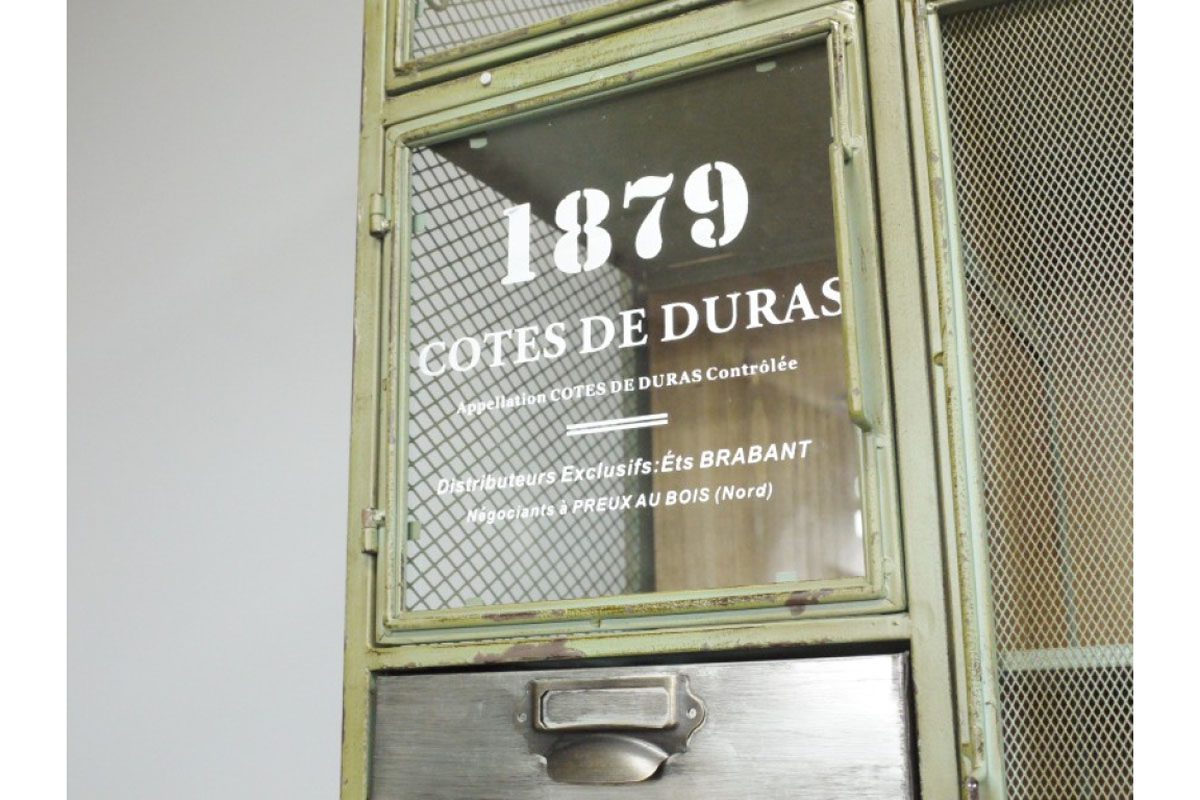 1879
COTES DE DURAS
Appellation COTES DE DURAS Contrôlée
Distributeurs Exclusifs:Éts BRABANT
Négociants à PREUX AU BOIS (Nord)